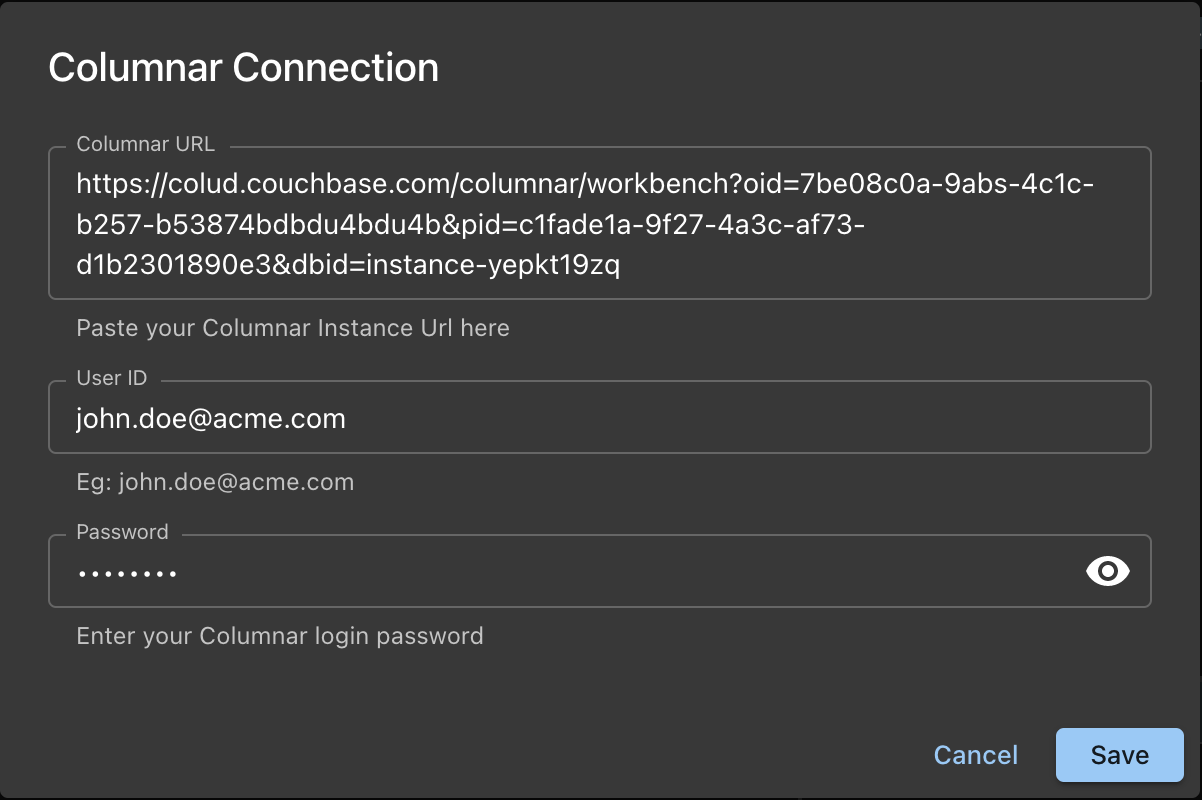 Columnar Connection
Columnar URL
https://colud.couchbase.com/columnar/workbench?oid=7be08c0a-9abs-4c1c-
b257-b53874bdbdu4bdu4b&pid=c1fade1a-9f27-4a3c-af73-
d1b2301890e3&dbid=instance-yepkt19zq
Paste your Columnar Instance Url here
User ID
john.doe@acme.com
Eg: john.doe@acme.com
Password
••••••••
Enter your Columnar login password
Cancel
Save